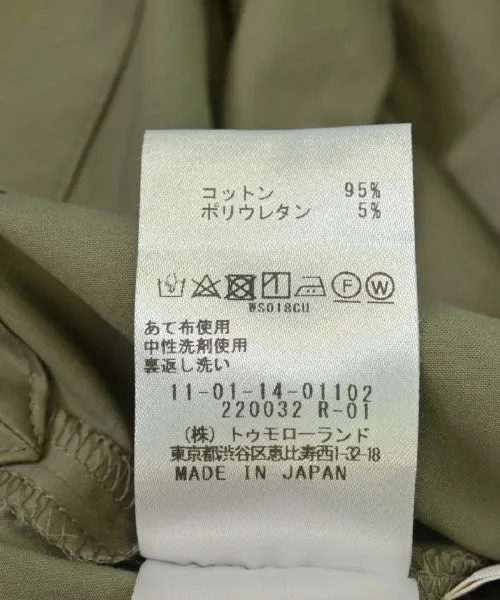 コットン 95%
ポリウレタン 5%
F W
WS018CU
あて布使用
中性洗剤使用
裏返し洗い
11-01-14-01102
220032 R-01
(株) トゥモローランド
東京都渋谷区恵比寿西1-32-18
MADE IN JAPAN